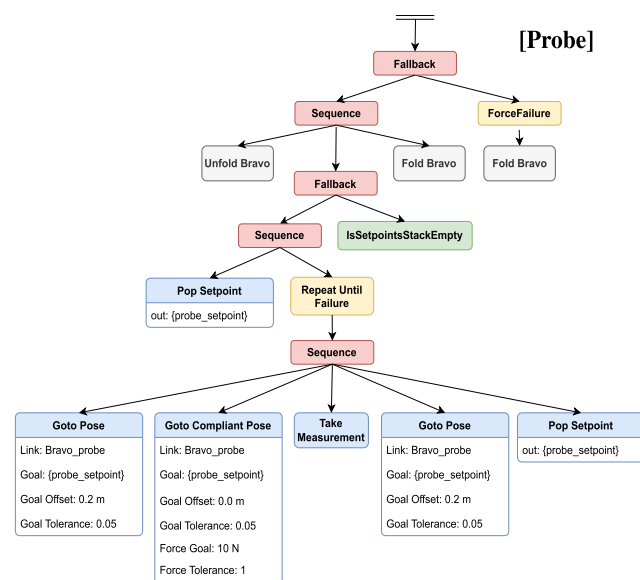 [Probe]
Fallback
Sequence
ForceFailure
Unfold Bravo
Fold Bravo
Fold Bravo
Fallback
Sequence
IsSetpointsStackEmpty
Pop Setpoint
out: {probe_setpoint}
Repeat Until
Failure
Sequence
Goto Pose
Link: Bravo_probe
Goal: {probe_setpoint}
Goal Offset: 0.2 m
Goal Tolerance: 0.05
Goto Compliant Pose
Link: Bravo_probe
Goal: {probe_setpoint}
Goal Offset: 0.0 m
Goal Tolerance: 0.05
Force Goal: 10 N
Force Tolerance: 1
Take
Measurement
Goto Pose
Link: Bravo_probe
Goal: {probe_setpoint}
Goal Offset: 0.2 m
Goal Tolerance: 0.05
Pop Setpoint
out: {probe_setpoint}